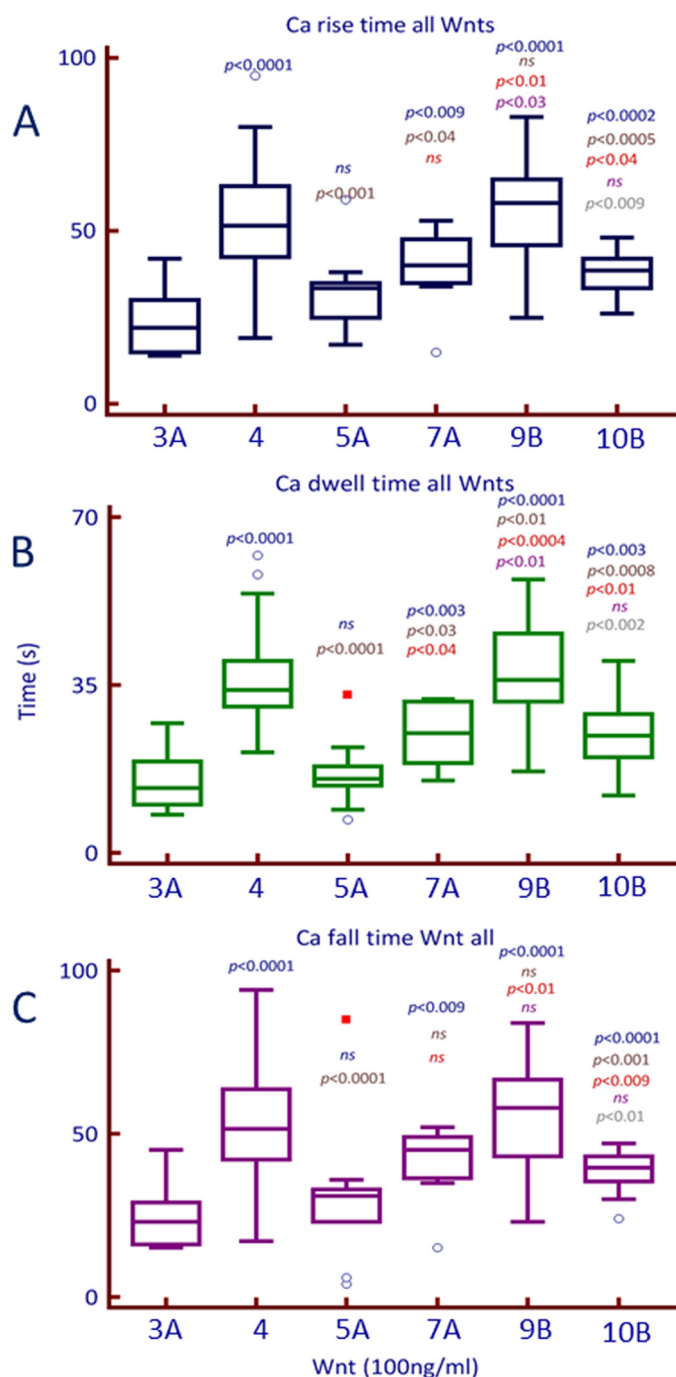 Ca rise time all Wnts
A
100
50
0
p<0.0001
ns
p<0.001
p<0.009
p<0.04
ns
p<0.0001
ns
p<0.01
p<0.03
p<0.0002
p<0.0005
p<0.04
ns
p<0.009
3A 4 5A 7A 9B 10B
Ca dwell time all Wnts
B
Time (s)
70
35
0
p<0.0001
ns
p<0.0001
p<0.003
p<0.03
p<0.04
p<0.0001
p<0.01
p<0.0004
p<0.01
p<0.003
p<0.0008
p<0.01
ns
p<0.002
3A 4 5A 7A 9B 10B
Ca fall time Wnt all
C
100
50
0
p<0.0001
ns
p<0.0001
p<0.009
ns
ns
p<0.0001
ns
p<0.01
ns
p<0.0001
p<0.001
p<0.009
ns
p<0.01
3A 4 5A 7A 9B 10B
Wnt (100ng/ml)